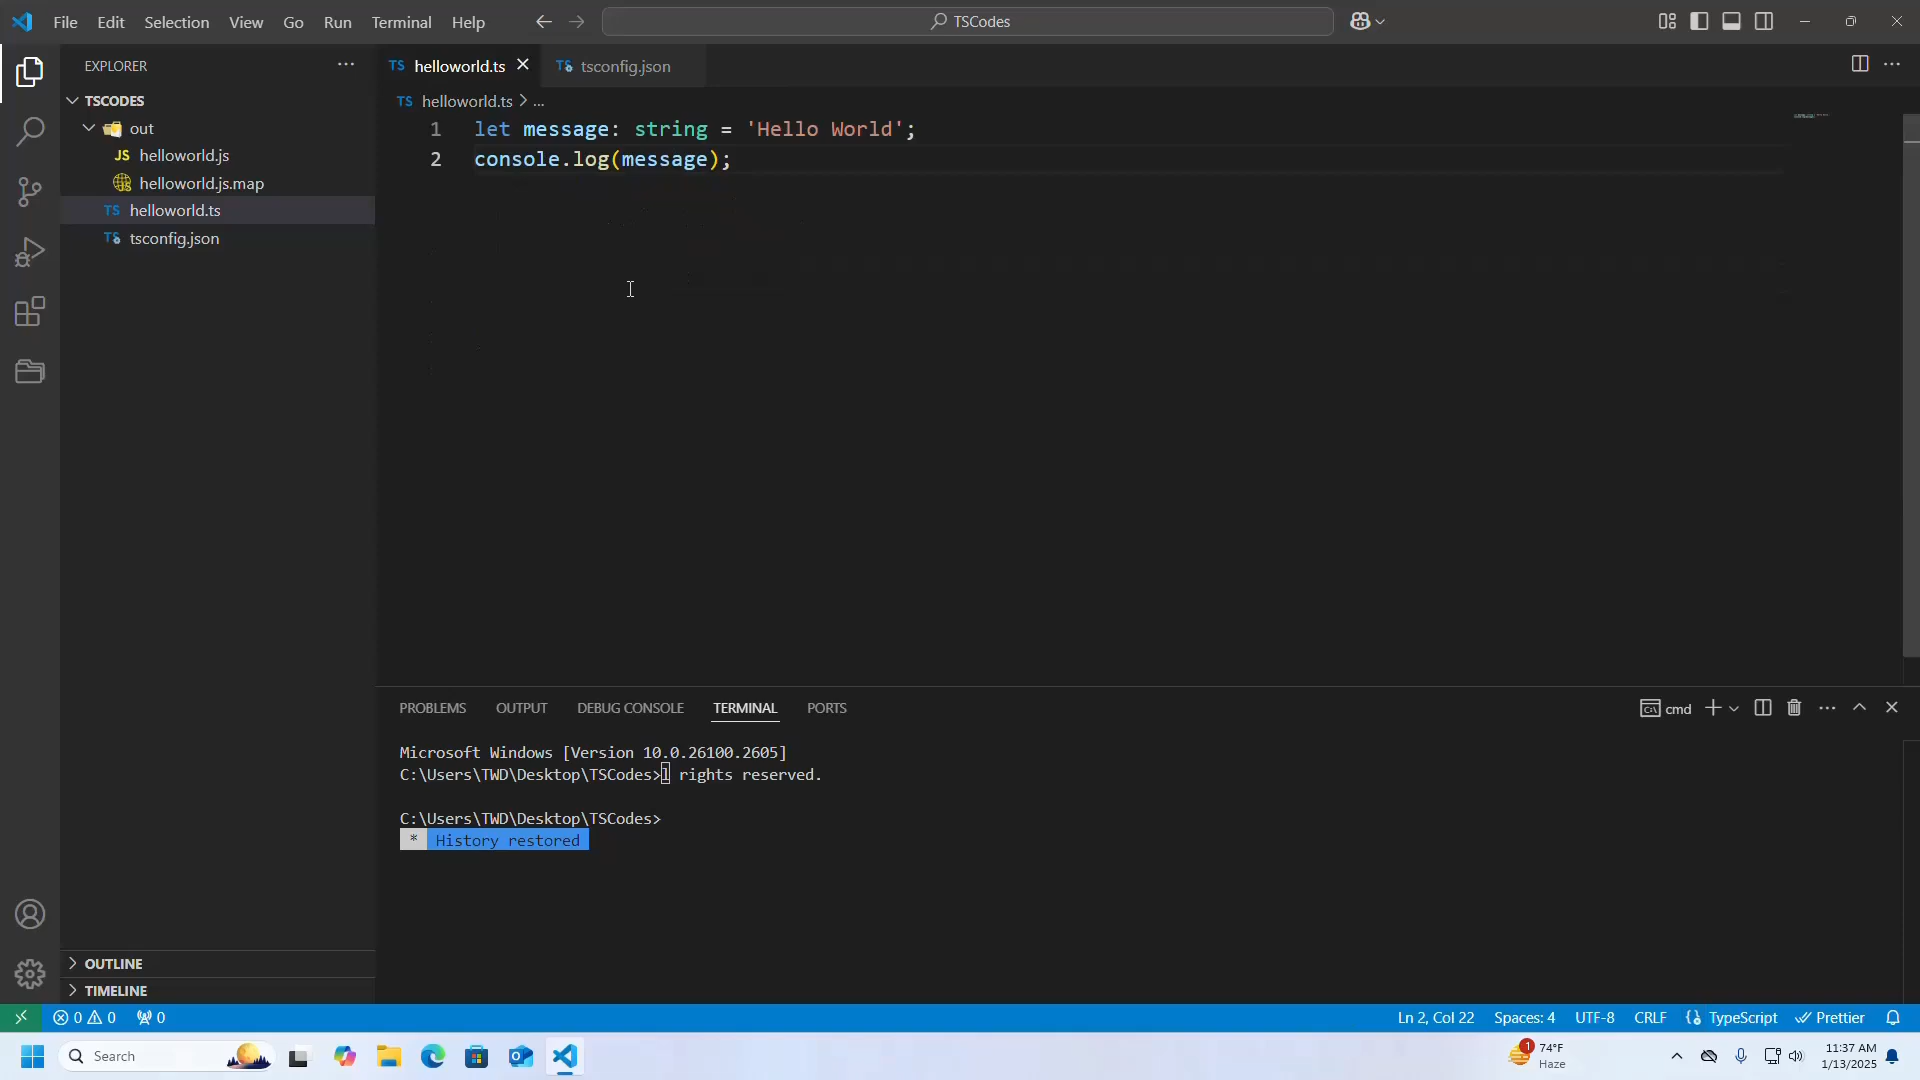 File Edit Selection View Go Run Terminal Help
TSCodes
EXPLORER
TSCODES
out
JS helloworld.js
helloworld.js.map
TS helloworld.ts
TS tsconfig.json
OUTLINE
TIMELINE
TS helloworld.ts
TS tsconfig.json
TS helloworld.ts > ...
1 let message: string = 'Hello World';
2 console.log(message);
PROBLEMS OUTPUT DEBUG CONSOLE TERMINAL PORTS
cmd
Microsoft Windows [Version 10.0.26100.2605]
C:\Users\TWD\Desktop\TSCodes>l rights reserved.
C:\Users\TWD\Desktop\TSCodes>
* History restored
0 0 0
Ln 2, Col 22 Spaces: 4 UTF-8 CRLF {} TypeScript Prettier
Search
1 74°F
Haze
11:37 AM
1/13/2025